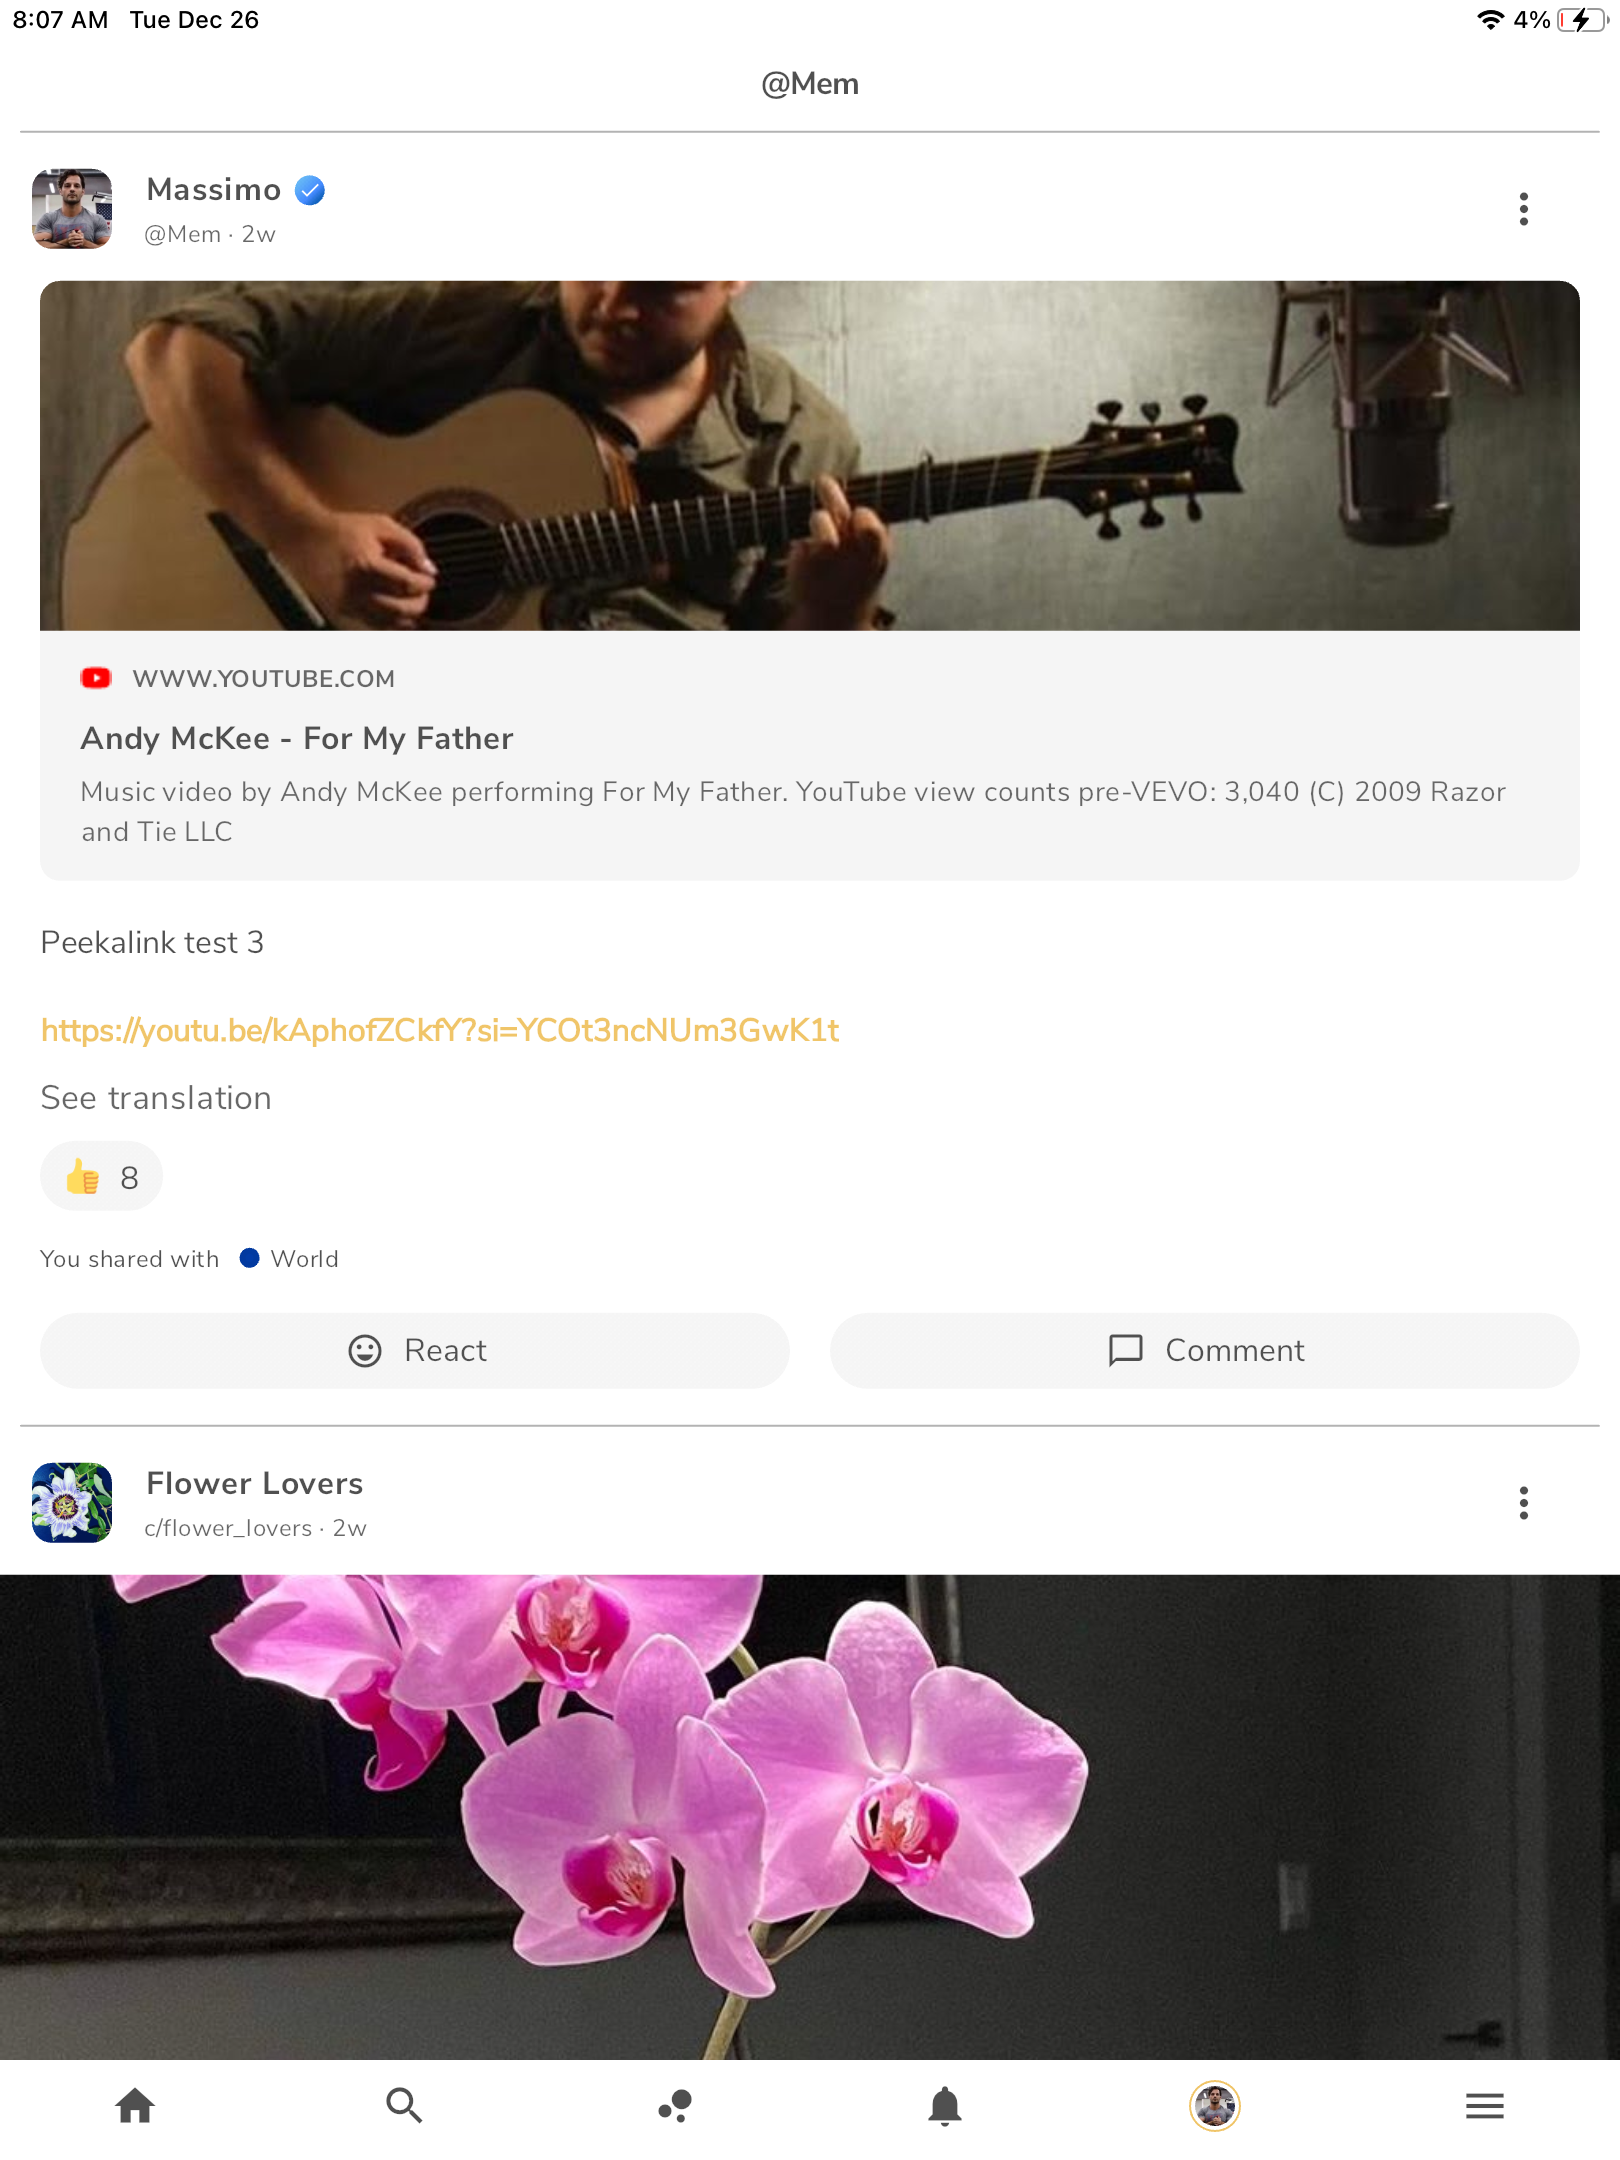 8:07 AM Tue Dec 26
4%
@Mem
Massimo
@Mem · 2w
WWW.YOUTUBE.COM
Andy McKee - For My Father
Music video by Andy McKee performing For My Father. YouTube view counts pre-VEVO: 3,040 (C) 2009 Razor
and Tie LLC
Peekalink test 3
https://youtu.be/kAphofZCkfY?si=YCOt3ncNUm3GwK1t
See translation
8
You shared with World
React
Comment
Flower Lovers
c/flower_lovers · 2w